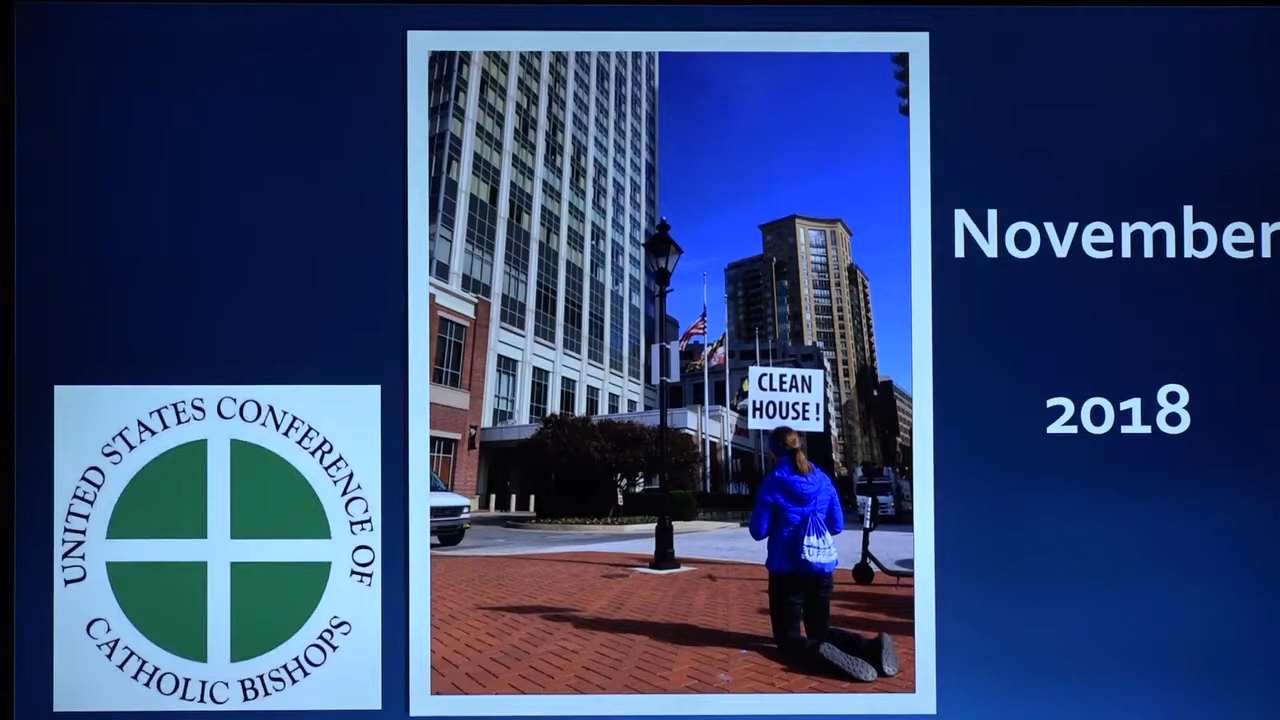 November
2018
CLEAN
HOUSE !
UNITED STATES CONFERENCE OF
CATHOLIC BISHOPS